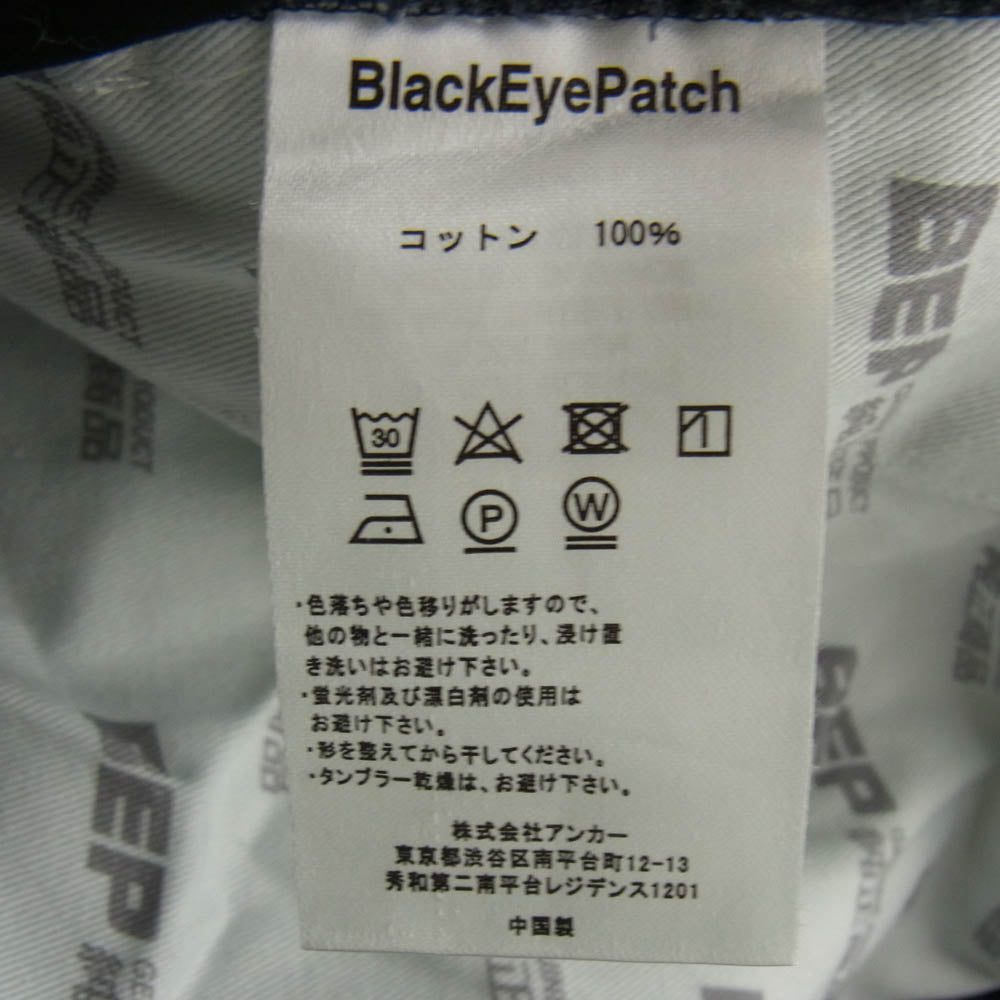 BlackEyePatch
コットン 100%
30
P W
・色落ちや色移りがしますので、
他の物と一緒に洗ったり、浸け置
き洗いはお避け下さい。
・蛍光剤及び漂白剤の使用は
お避け下さい。
・形を整えてから干してください。
・タンブラー乾燥は、お避け下さい。
株式会社アンカー
東京都渋谷区南平台町12-13
秀和第二南平台レジデンス1201
中国製
BEP
BEP
EP
商品